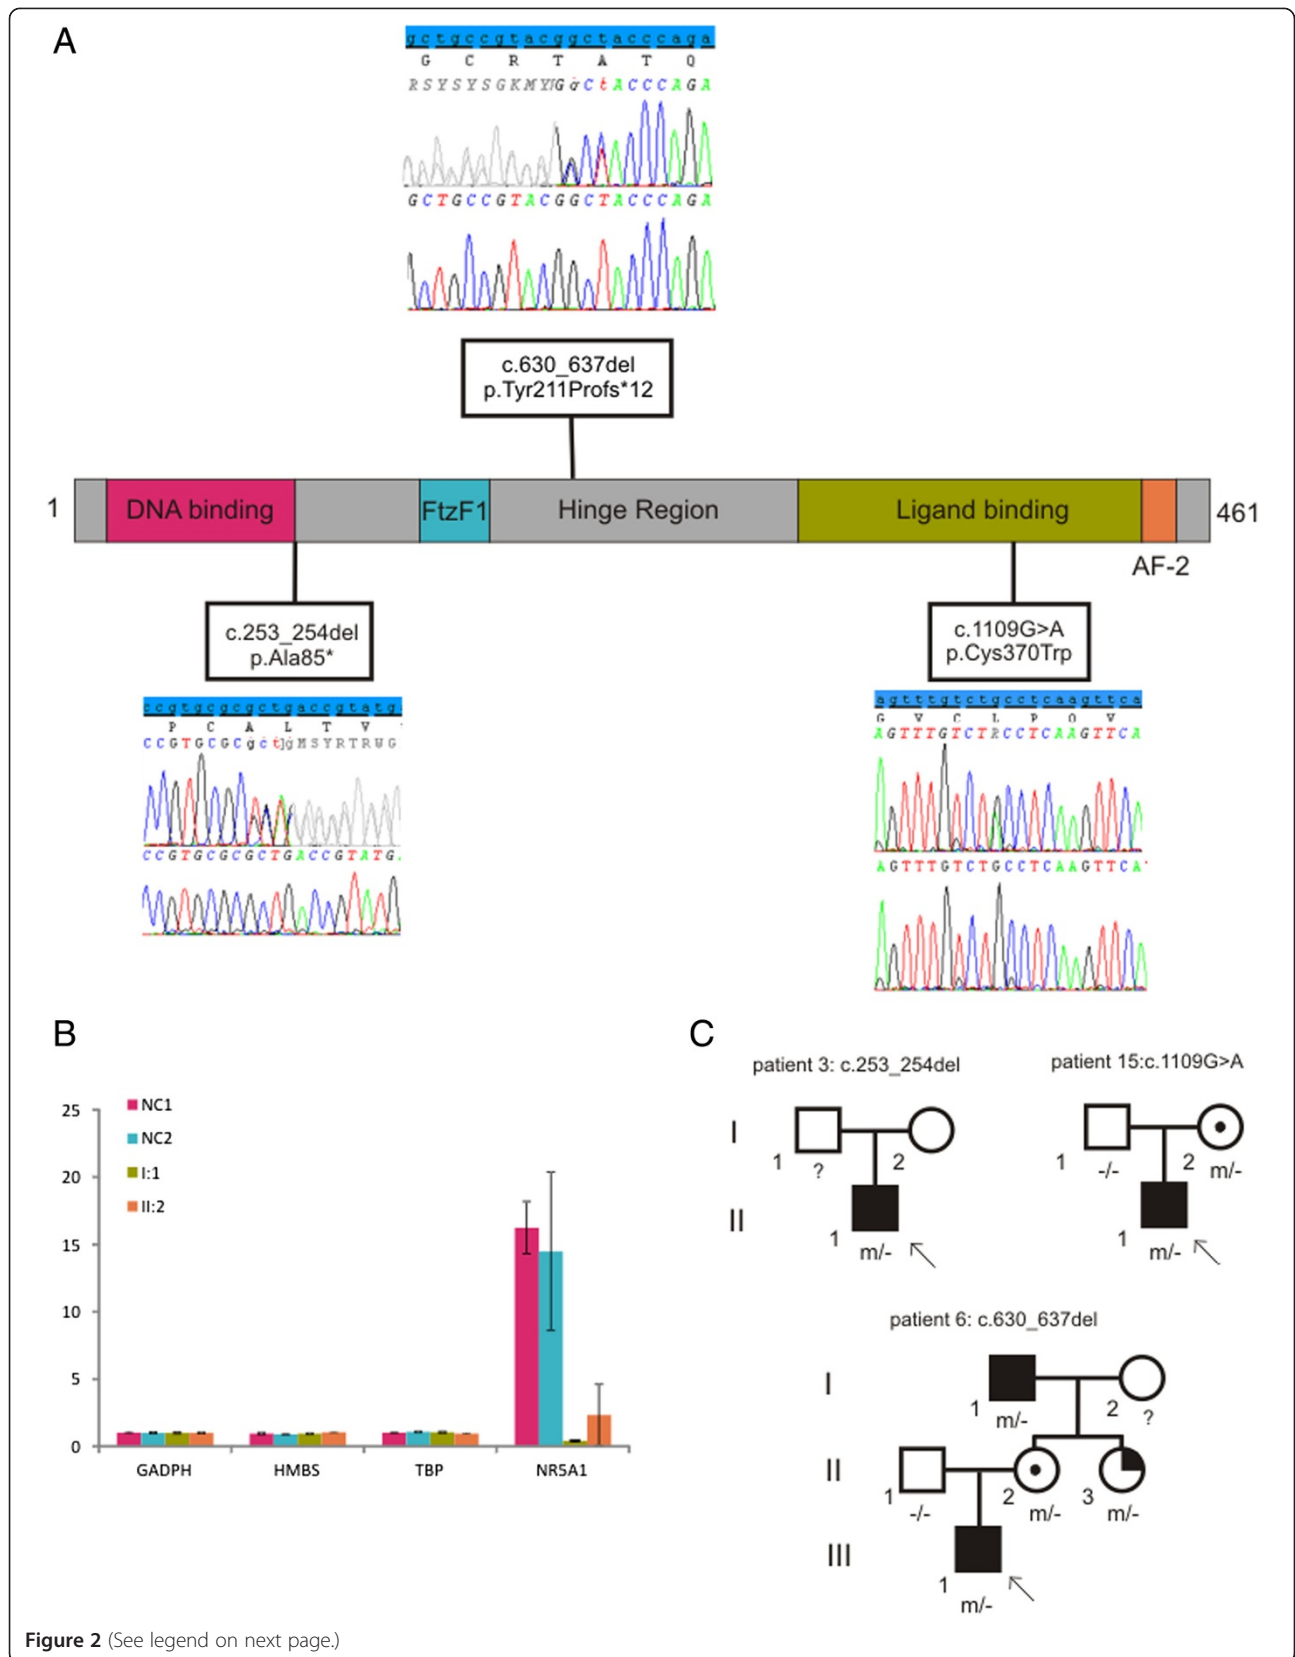 A
gctgccgtacggctacccaga
G C R T A T Q
RSYSYSGKMYNGgCtACCCAGA
GCTGCCGTACGGCTACCCAGA
c.630_637del
p.Tyr211Profs*12
1
DNA binding
FtzF1
Hinge Region
Ligand binding
461
AF-2
c.253_254del
p.Ala85*
c.1109G>A
p.Cys370Trp
ccgtgcgcgctgaccgtatg
P C A L T V
CCGTGCGCGCTGACCGTATG
agtttgtctgcctcaagttca
G V C L P Q V
AGTTTGTCTRCCTCAAGTTCA
AGTTTGTCTGCCTCAAGTTCA
B
NC1
NC2
I:1
II:2
25
20
15
10
5
0
GADPH
HMBS
TBP
NR5A1
C
patient 3: c.253_254del
I
1
?
2
II
1
m/-
patient 15:c.1109G>A
1
-/-
2
m/-
1
m/-
patient 6: c.630_637del
I
1
m/-
2
?
II
1
-/-
2
m/-
3
m/-
III
1
m/-
Figure 2 (See legend on next page.)